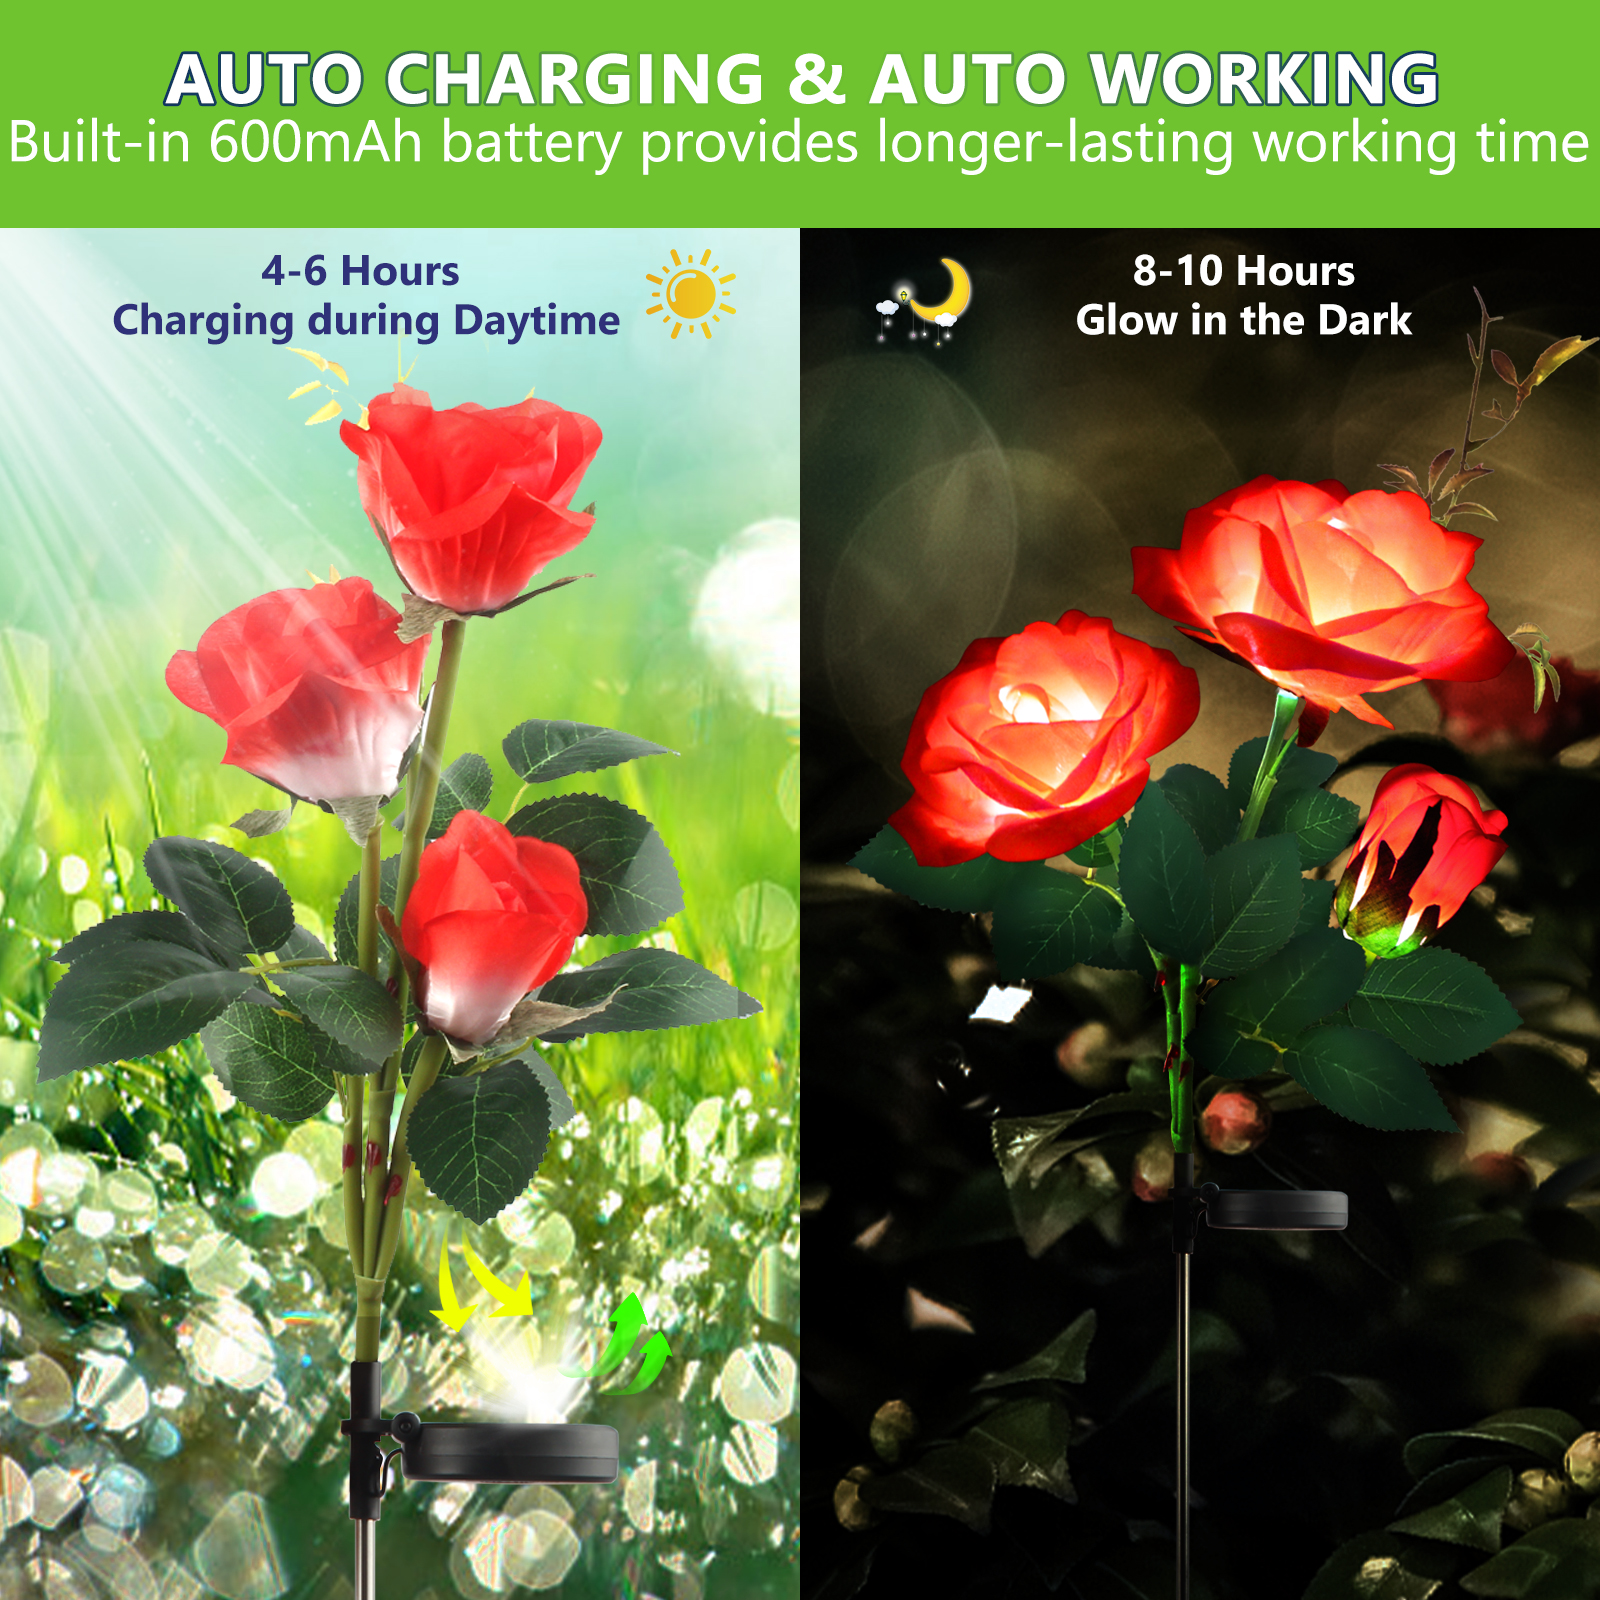 AUTO CHARGING & AUTO WORKING
Built-in 600mAh battery provides longer-lasting working time
4-6 Hours
Charging during Daytime
8-10 Hours
Glow in the Dark